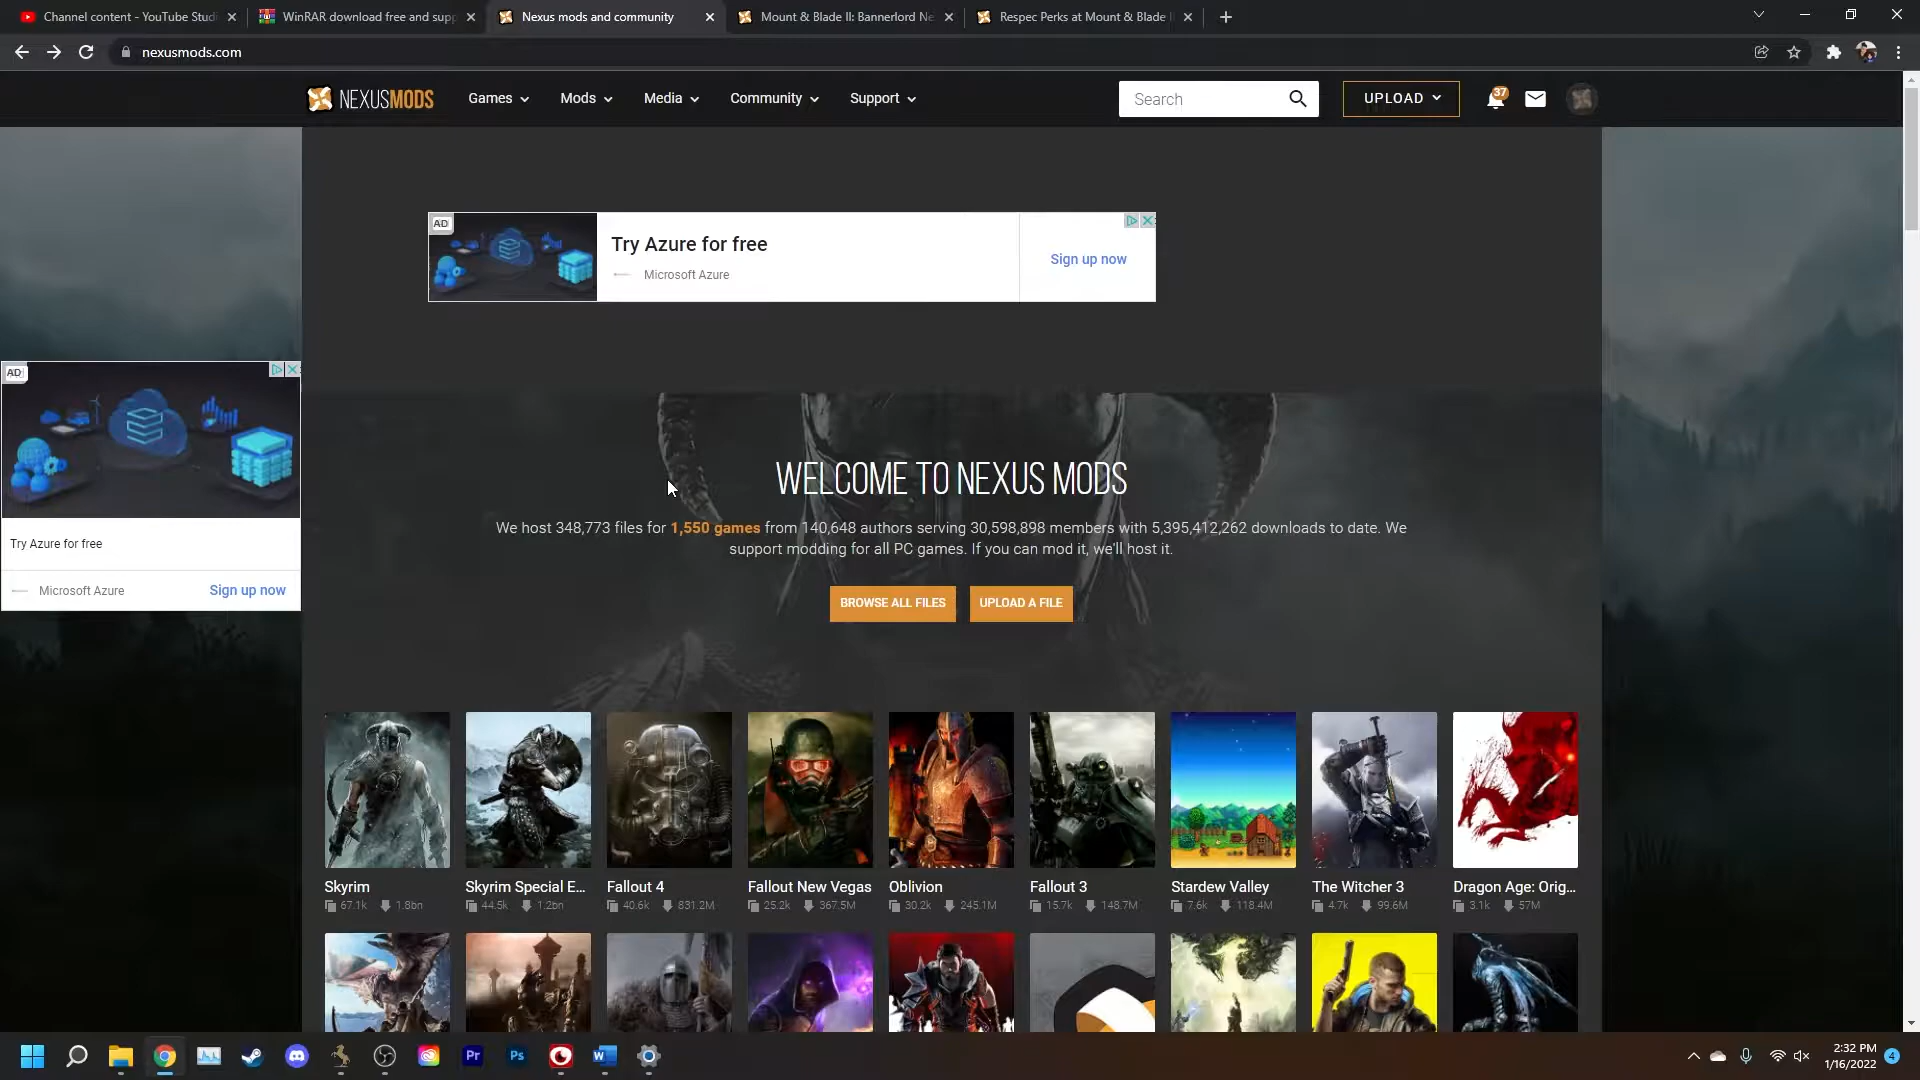 Channel content - YouTube Studi
WinRAR download free and supp
Nexus mods and community
Mount & Blade II: Bannerlord Ne
Respec Perks at Mount & Blade I
nexusmods.com
NEXUSMODS
Games
Mods
Media
Community
Support
Search
UPLOAD
37
AD
Try Azure for free
Microsoft Azure
Sign up now
AD
Try Azure for free
Microsoft Azure
Sign up now
WELCOME TO NEXUS MODS
We host 348,773 files for 1,550 games from 140,648 authors serving 30,598,898 members with 5,395,412,262 downloads to date. We
support modding for all PC games. If you can mod it, we'll host it.
BROWSE ALL FILES
UPLOAD A FILE
Skyrim
67.1k 1.8bn
Skyrim Special E...
44.5k 1.2bn
Fallout 4
40.6k 831.2M
Fallout New Vegas
25.2k 367.5M
Oblivion
30.2k 245.1M
Fallout 3
15.7k 148.7M
Stardew Valley
7.6k 118.4M
The Witcher 3
4.7k 99.6M
Dragon Age: Orig...
3.1k 57M
Pr
Ps
W
2:32 PM
1/16/2022
4